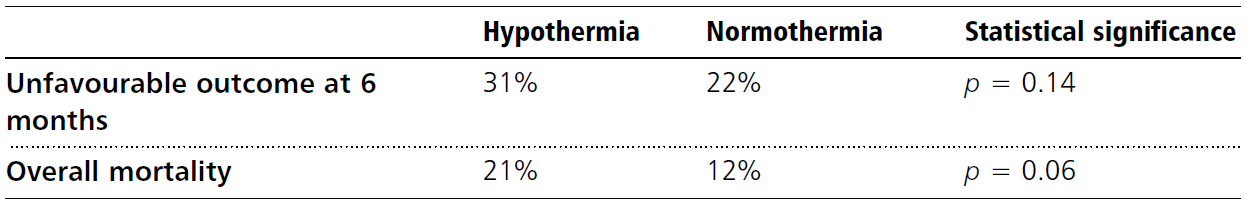 Hypothermia Normothermia Statistical significance
Unfavourable outcome at 6 31% 22% p = 0.14
months
Overall mortality 21% 12% p = 0.06